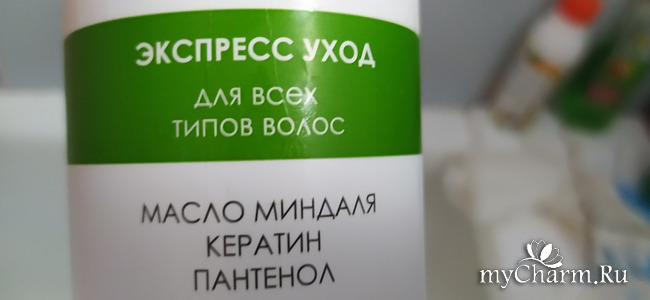 ЭКСПРЕСС УХОД
ДЛЯ ВСЕХ
ТИПОВ ВОЛОС
МАСЛО МИНДАЛЯ
КЕРАТИН
ПАНТЕНОЛ
myCharm.Ru